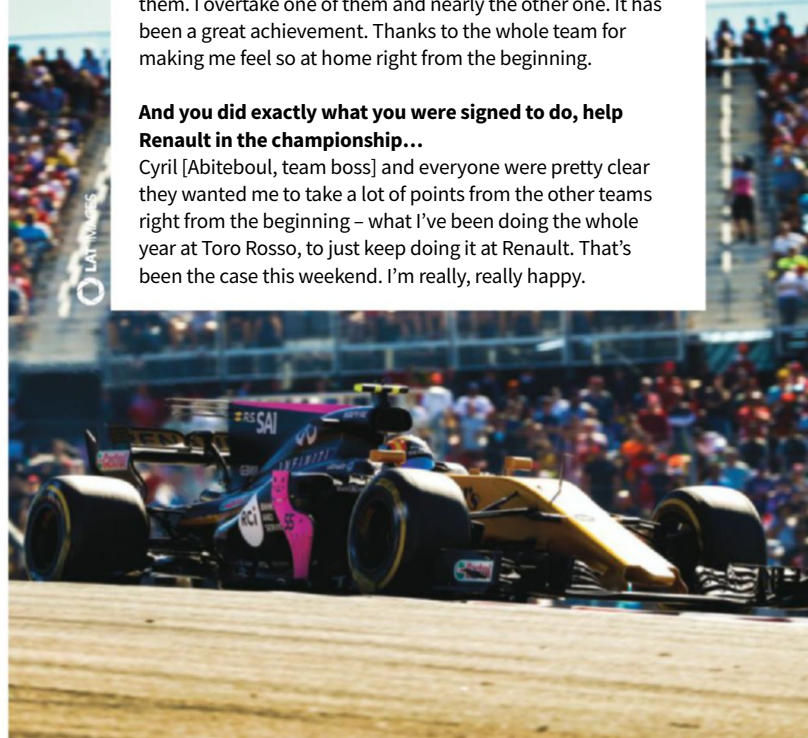 them. I overtake one of them and nearly the other one. It has
been a great achievement. Thanks to the whole team for
making me feel so at home right from the beginning.
And you did exactly what you were signed to do, help
Renault in the championship…
Cyril [Abiteboul, team boss] and everyone were pretty clear
they wanted me to take a lot of points from the other teams
right from the beginning – what I’ve been doing the whole
year at Toro Rosso, to just keep doing it at Renault. That’s
been the case this weekend. I’m really, really happy.
LAT IMAGES
RS SAI
INFINITI
Castrol
RCI
55
Castrol